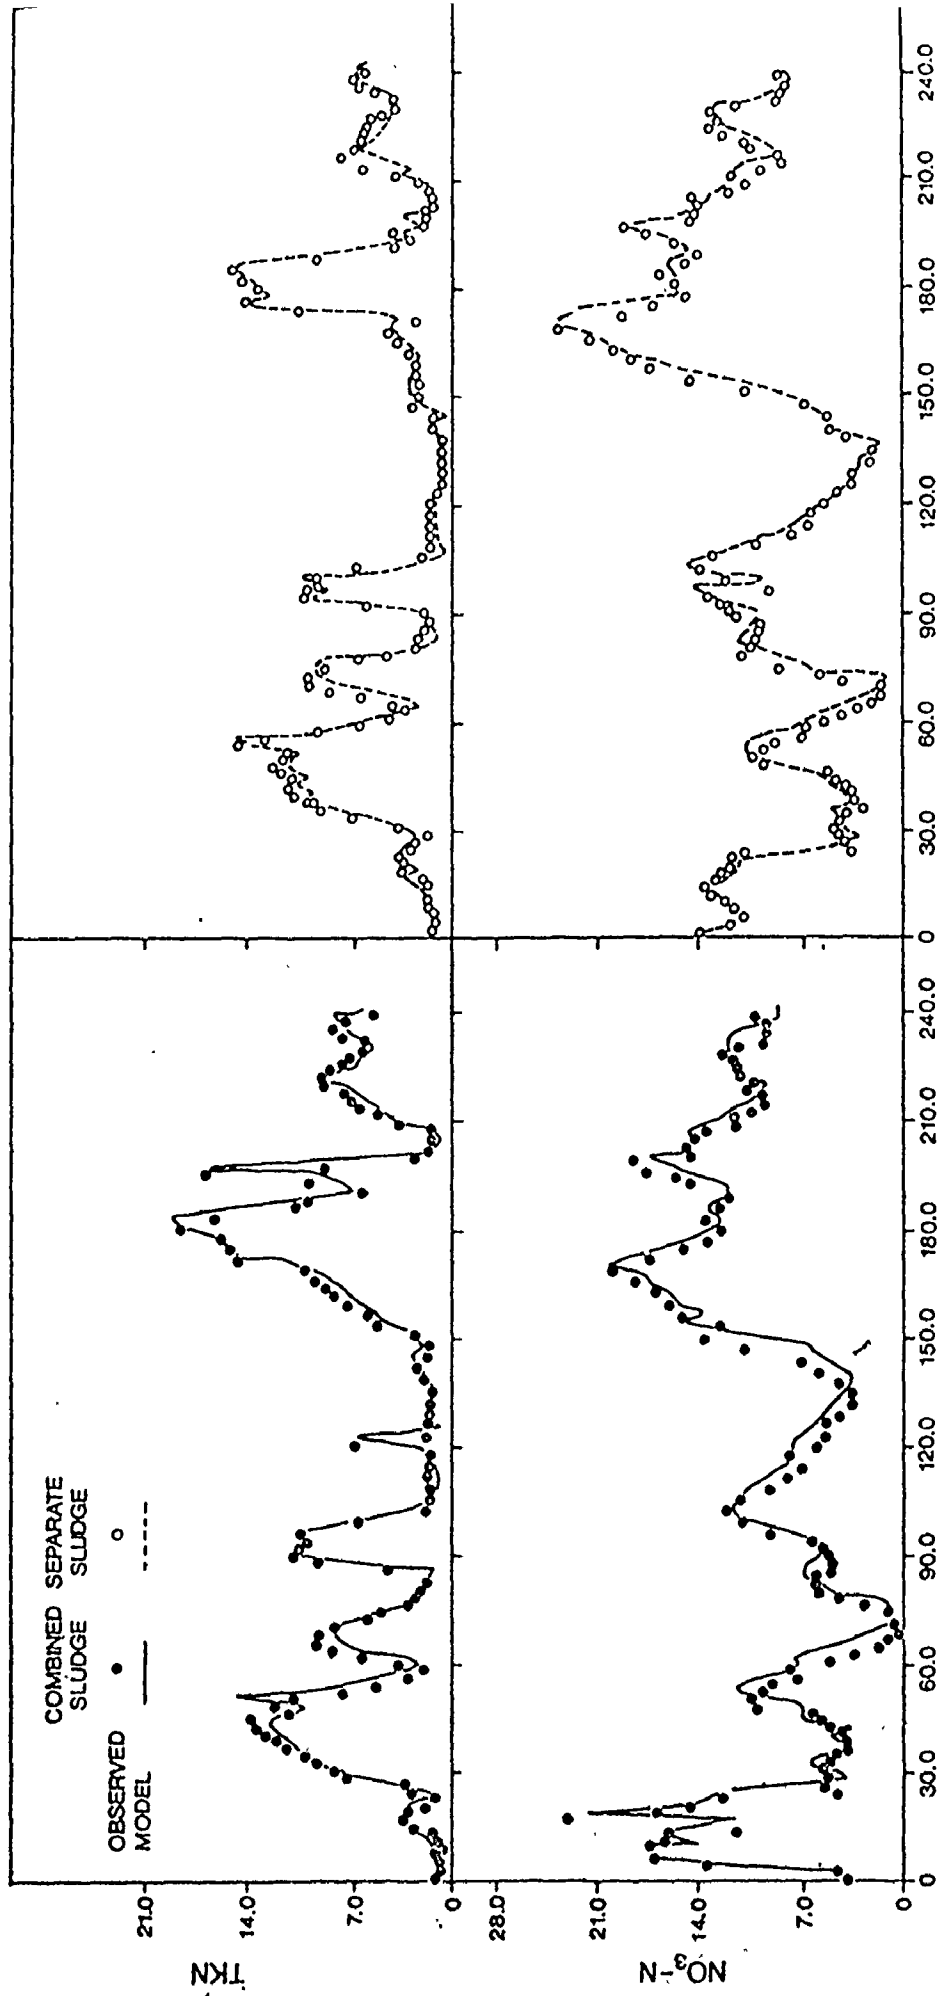 COMBINED SEPARATE
SLUDGE SLUDGE
OBSERVED
MODEL
TKN
21.0
14.0
7.0
0
NO3-N
28.0
21.0
14.0
7.0
0
0 30.0 60.0 90.0 120.0 150.0 180.0 210.0 240.0
0 30.0 60.0 90.0 120.0 150.0 180.0 210.0 240.0